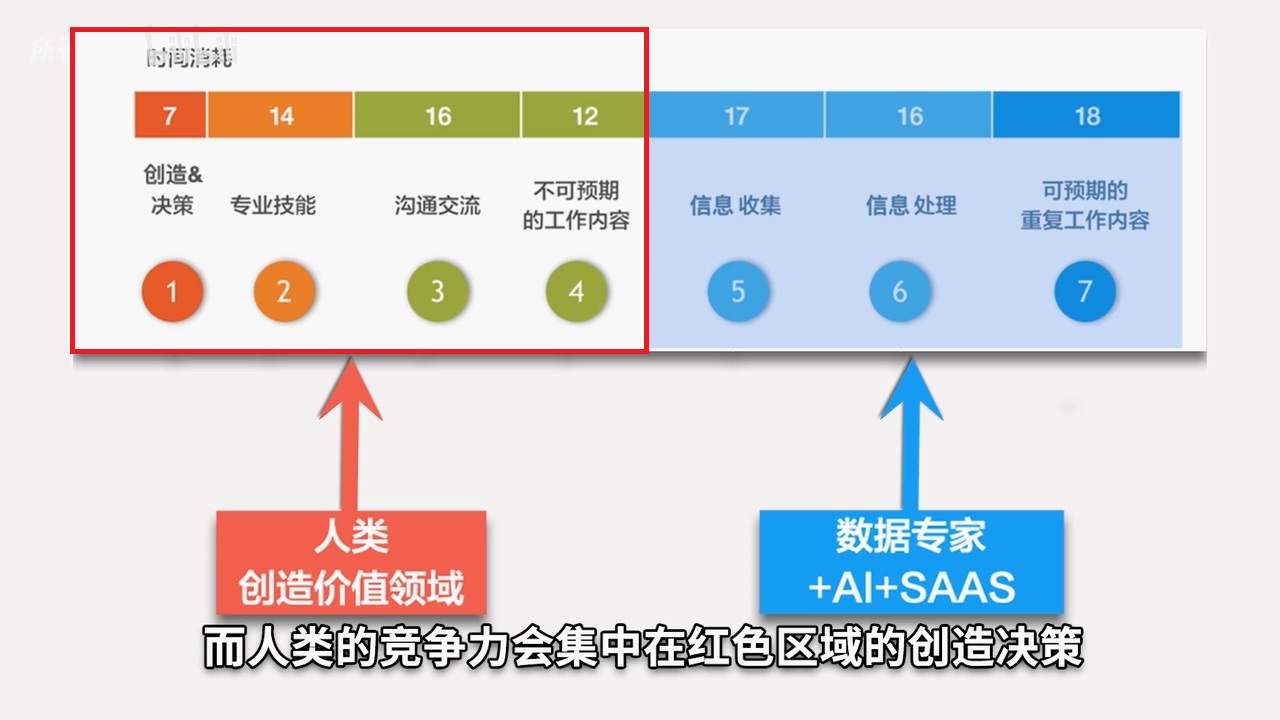 时间消耗
7 14 16 12 17 16 18
创造&
决策
专业技能
沟通交流
不可预期
的工作内容
信息 收集
信息 处理
可预期的
重复工作内容
1 2 3 4 5 6 7
人类
创造价值领域
数据专家
+AI+SAAS
而人类的竞争力会集中在红色区域的创造决策